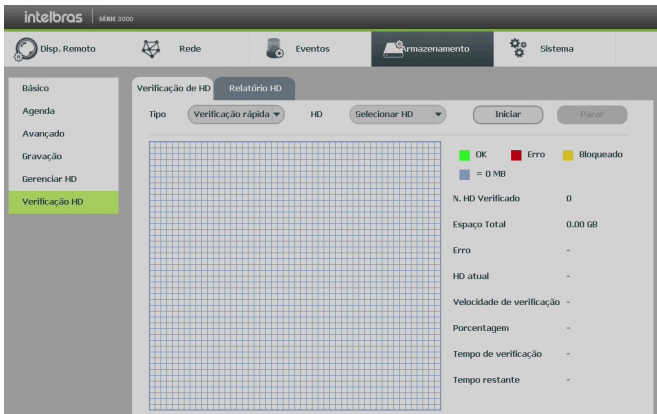 intelbras | SÉRIE 3000
Disp. Remoto Rede Eventos Armazenamento Sistema
Básico
Agenda
Avançado
Gravação
Gerenciar HD
Verificação HD
Verificação de HD Relatório HD
Tipo Verificação rápida HD Selecionar HD Iniciar Parar
OK Erro Bloqueado
= 0 MB
N. HD Verificado 0
Espaço Total 0.00 GB
Erro -
HD atual -
Velocidade de verificação -
Porcentagem -
Tempo de verificação -
Tempo restante -